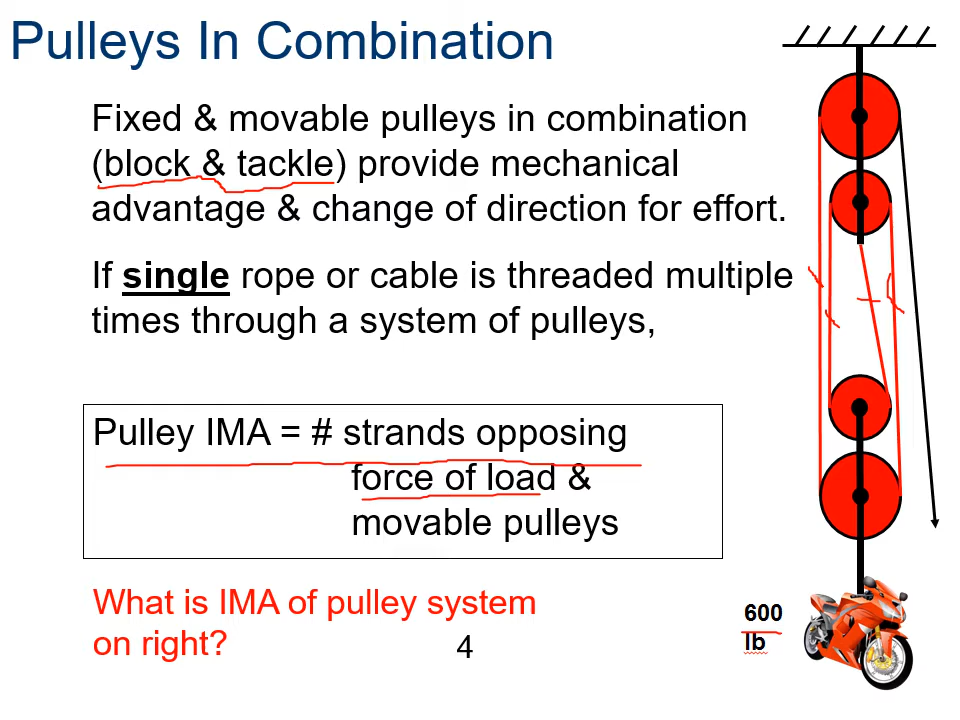 Pulleys In Combination
Fixed & movable pulleys in combination
(block & tackle) provide mechanical
advantage & change of direction for effort.
If single rope or cable is threaded multiple
times through a system of pulleys,
Pulley IMA = # strands opposing
force of load &
movable pulleys
What is IMA of pulley system
on right?
4
600
lb